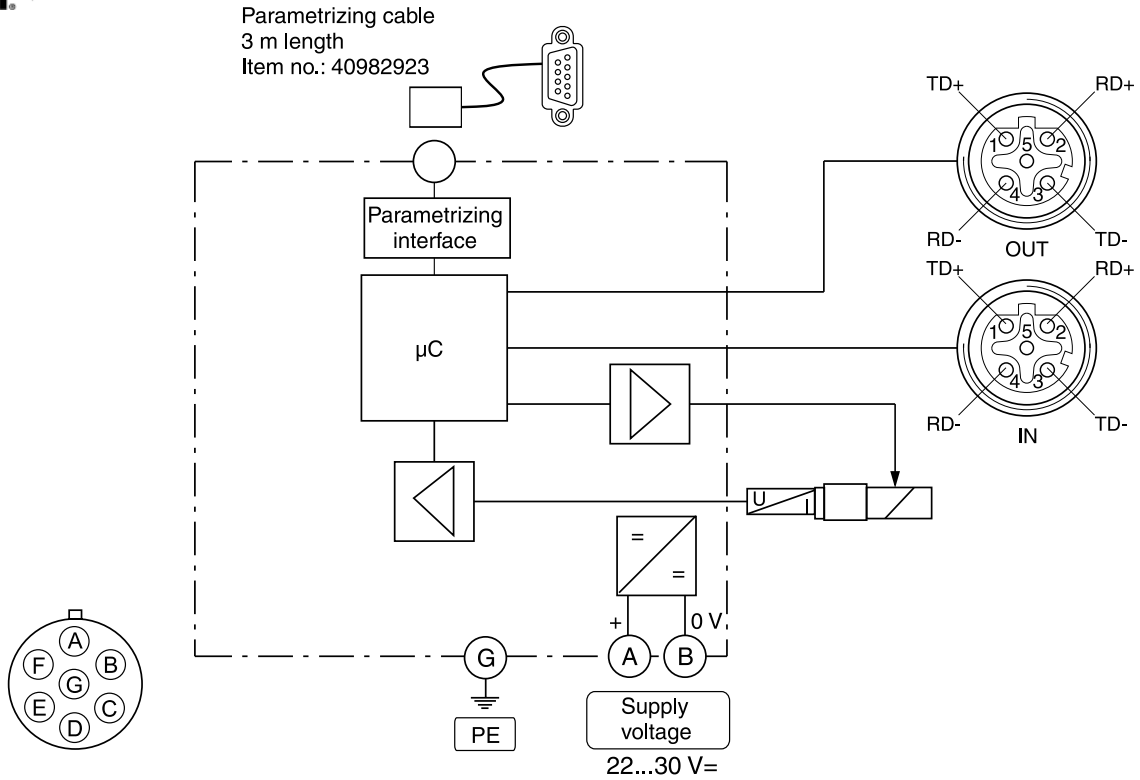 Parametrizing cable
3 m length
Item no.: 40982923
TD+
RD+
1 5 2
4 3
RD-
TD-
OUT
Parametrizing
interface
TD+
RD+
1 5 2
4 3
RD-
TD-
IN
µC
U
I
=
=
+
0 V
A
F
B
G
E
C
D
G
A
B
PE
Supply
voltage
22...30 V=